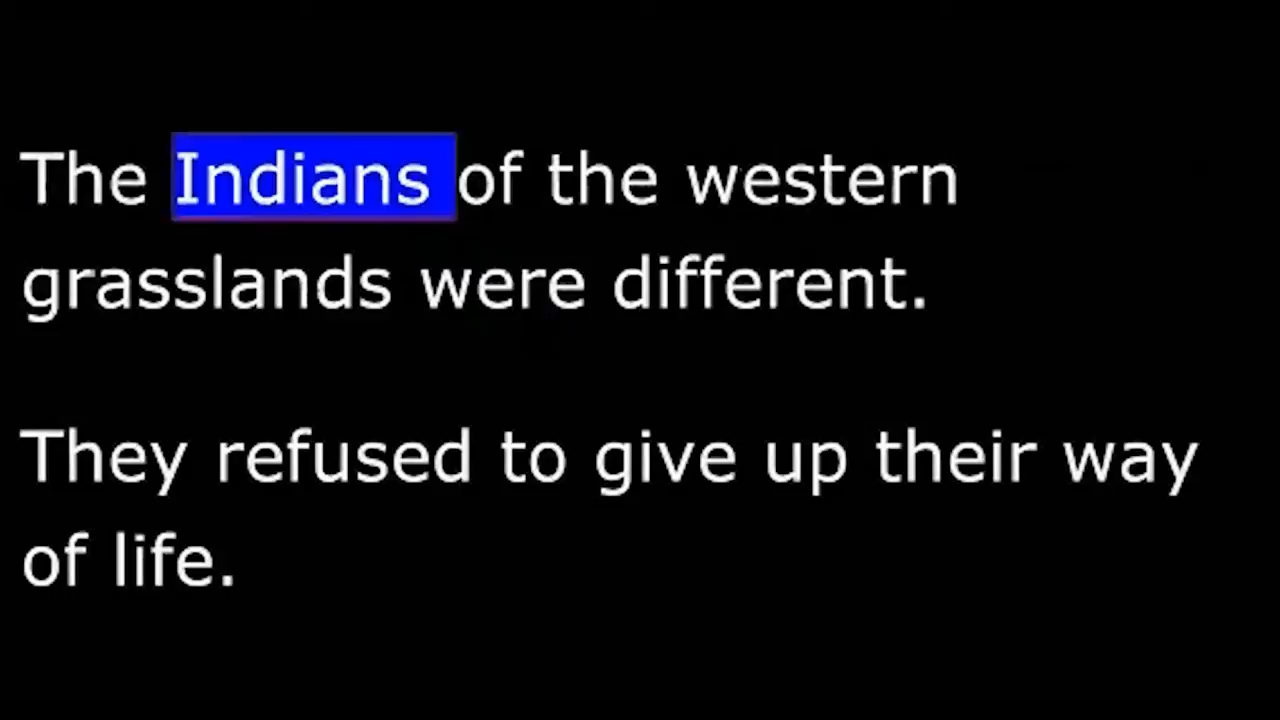 The Indians of the western
grasslands were different.
They refused to give up their way
of life.